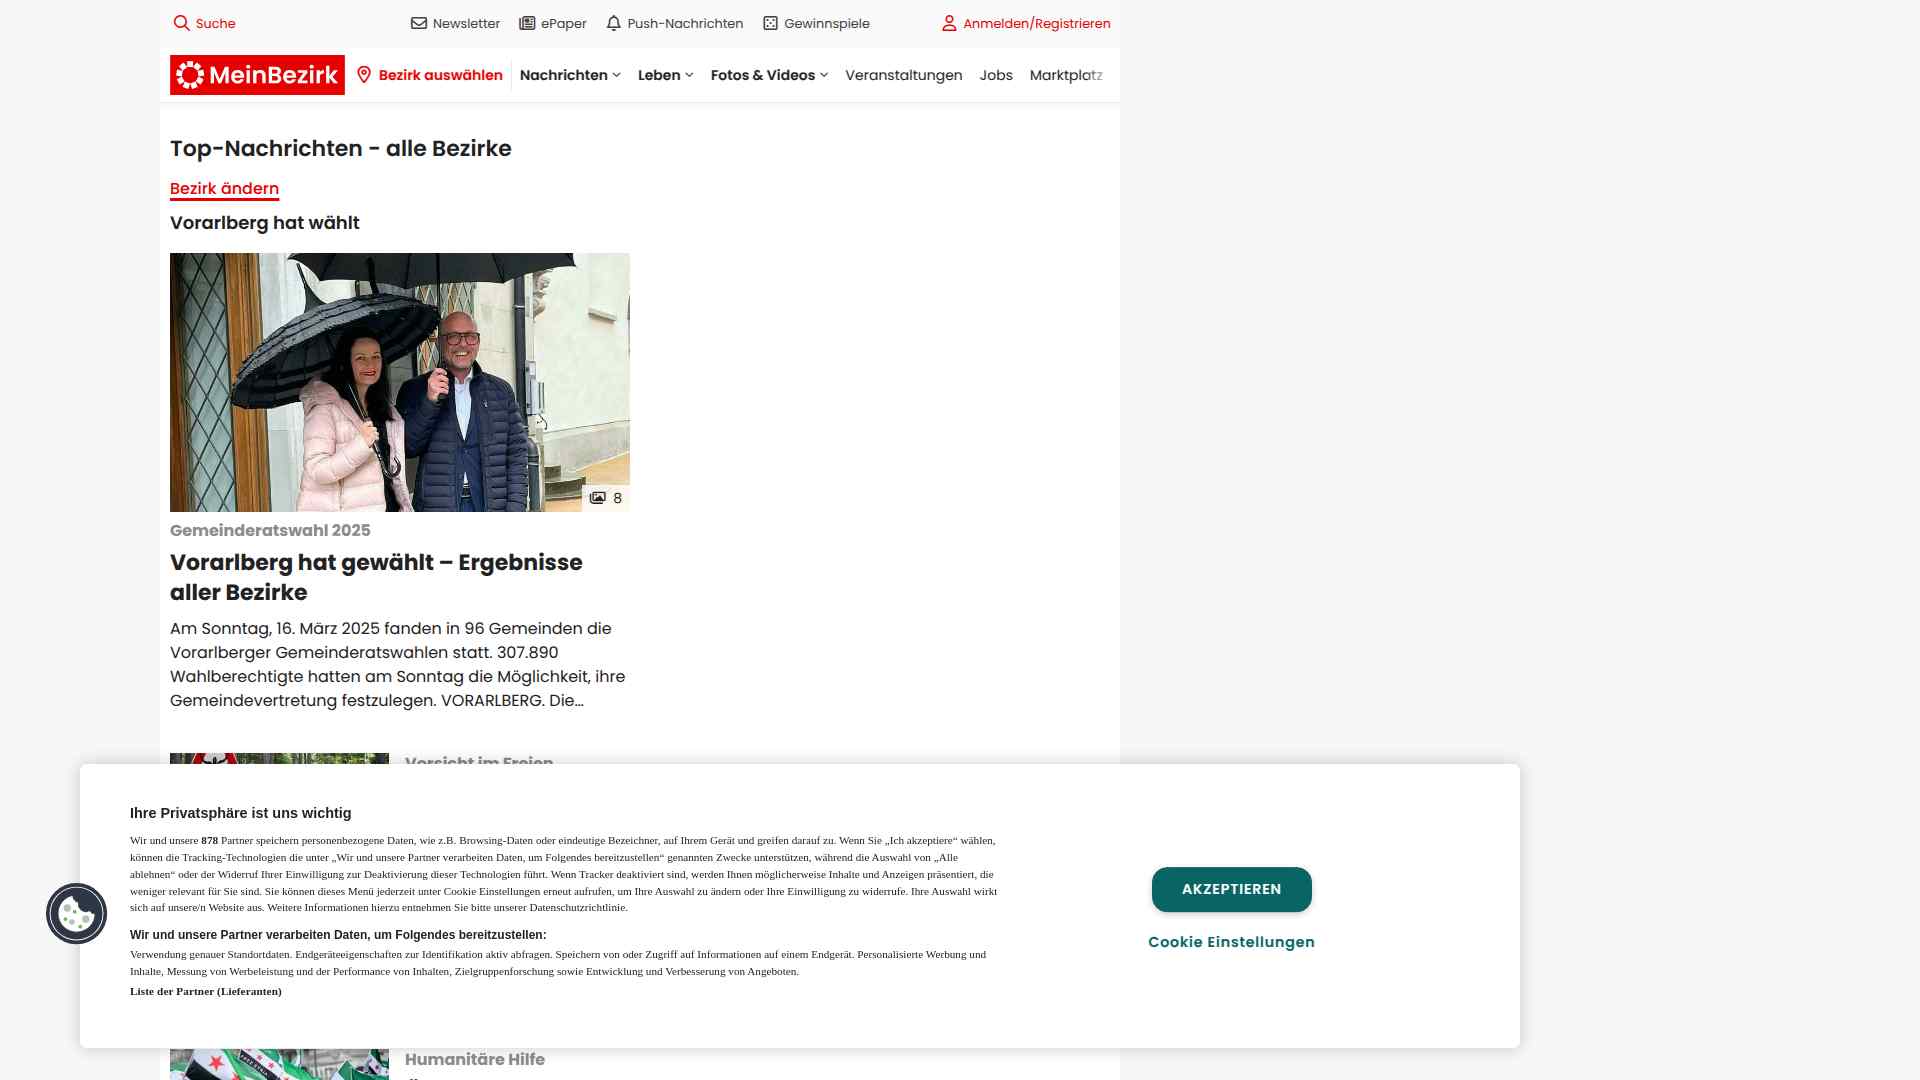 Suche
Newsletter
ePaper
Push-Nachrichten
Gewinnspiele
Anmelden/Registrieren
MeinBezirk
Bezirk auswählen
Nachrichten
Leben
Fotos & Videos
Veranstaltungen
Jobs
Marktplatz
Top-Nachrichten - alle Bezirke
Bezirk ändern
Vorarlberg hat wählt
8
Gemeinderatswahl 2025
Vorarlberg hat gewählt – Ergebnisse
aller Bezirke
Am Sonntag, 16. März 2025 fanden in 96 Gemeinden die
Vorarlberger Gemeinderatswahlen statt. 307.890
Wahlberechtigte hatten am Sonntag die Möglichkeit, ihre
Gemeindevertretung festzulegen. VORARLBERG. Die...
Vorsicht im Freien
Ihre Privatsphäre ist uns wichtig
Wir und unsere 878 Partner speichern personenbezogene Daten, wie z.B. Browsing-Daten oder eindeutige Bezeichner, auf Ihrem Gerät und greifen darauf zu. Wenn Sie „Ich akzeptiere“ wählen,
können die Tracking-Technologien die unter „Wir und unsere Partner verarbeiten Daten, um Folgendes bereitzustellen“ genannten Zwecke unterstützen, während die Auswahl von „Alle
ablehnen“ oder der Widerruf Ihrer Einwilligung zur Deaktivierung dieser Technologien führt. Wenn Tracker deaktiviert sind, werden Ihnen möglicherweise Inhalte und Anzeigen präsentiert, die
weniger relevant für Sie sind. Sie können dieses Menü jederzeit unter Cookie Einstellungen erneut aufrufen, um Ihre Auswahl zu ändern oder Ihre Einwilligung zu widerrufe. Ihre Auswahl wirkt
sich auf unsere/n Website aus. Weitere Informationen hierzu entnehmen Sie bitte unserer Datenschutzrichtlinie.
Wir und unsere Partner verarbeiten Daten, um Folgendes bereitzustellen:
Verwendung genauer Standortdaten. Endgeräteeigenschaften zur Identifikation aktiv abfragen. Speichern von oder Zugriff auf Informationen auf einem Endgerät. Personalisierte Werbung und
Inhalte, Messung von Werbeleistung und der Performance von Inhalten, Zielgruppenforschung sowie Entwicklung und Verbesserung von Angeboten.
Liste der Partner (Lieferanten)
AKZEPTIEREN
Cookie Einstellungen
Humanitäre Hilfe